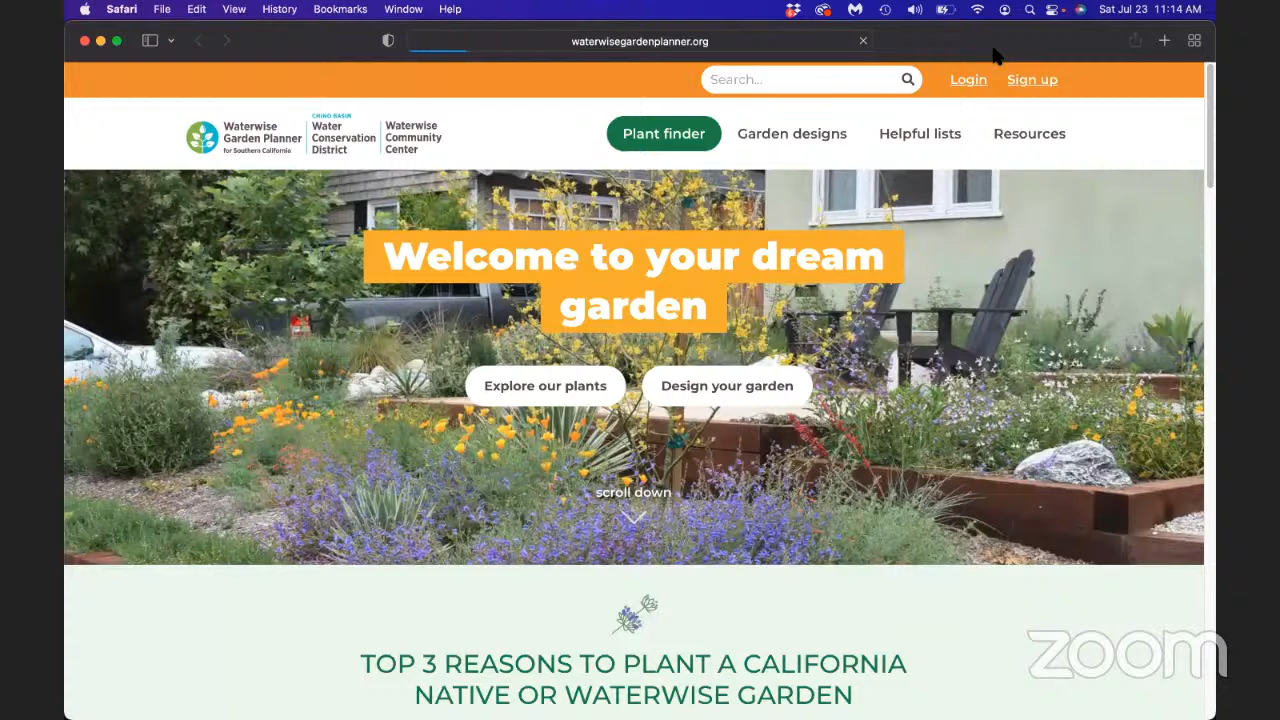 Safari File Edit View History Bookmarks Window Help Sat Jul 23 11:14 AM
waterwisegardenplanner.org
Search... Login Sign up
Waterwise
Garden Planner
for Southern California
CHINO BASIN
Water
Conservation
District
Waterwise
Community
Center
Plant finder Garden designs Helpful lists Resources
Welcome to your dream
garden
Explore our plants Design your garden
scroll down
TOP 3 REASONS TO PLANT A CALIFORNIA
NATIVE OR WATERWISE GARDEN
zoom